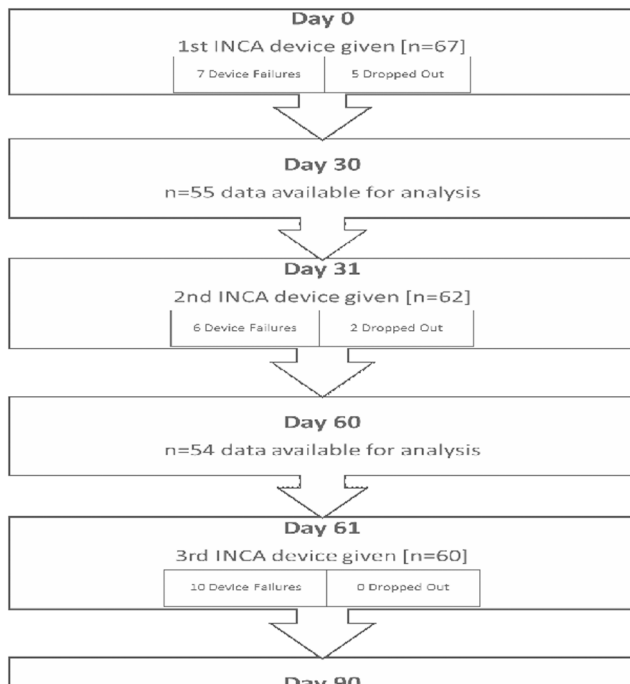 Day 0
1st INCA device given [n=67]
7 Device Failures 5 Dropped Out
Day 30
n=55 data available for analysis
Day 31
2nd INCA device given [n=62]
6 Device Failures 2 Dropped Out
Day 60
n=54 data available for analysis
Day 61
3rd INCA device given [n=60]
10 Device Failures 0 Dropped Out
Day 90